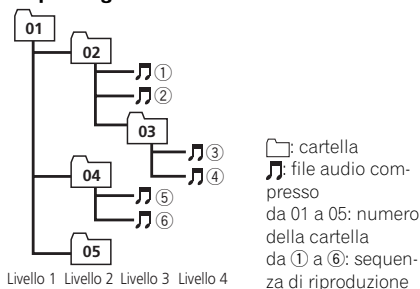 01
02
①
②
03
③
④
04
⑤
⑥
05
Livello 1 Livello 2 Livello 3 Livello 4
: cartella
: file audio com-
presso
da 01 a 05: numero
della cartella
da ① a ⑥: sequen-
za di riproduzione